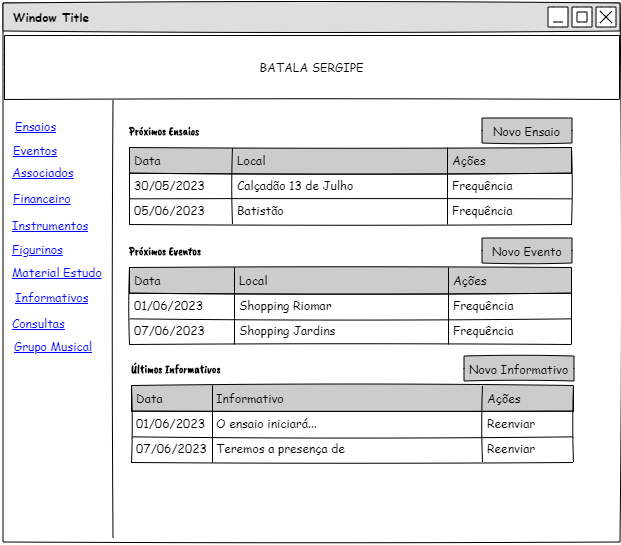 Window Title
BATALA SERGIPE
Ensaios
Eventos
Associados
Financeiro
Instrumentos
Figurinos
Material Estudo
Informativos
Consultas
Grupo Musical
Próximos Ensaios
Novo Ensaio
Data Local Ações
30/05/2023 Calçadão 13 de Julho Frequência
05/06/2023 Batistão Frequência
Próximos Eventos
Novo Evento
Data Local Ações
01/06/2023 Shopping Riomar Frequência
07/06/2023 Shopping Jardins Frequência
Últimos Informativos
Novo Informativo
Data Informativo Ações
01/06/2023 O ensaio iniciará... Reenviar
07/06/2023 Teremos a presença de Reenviar